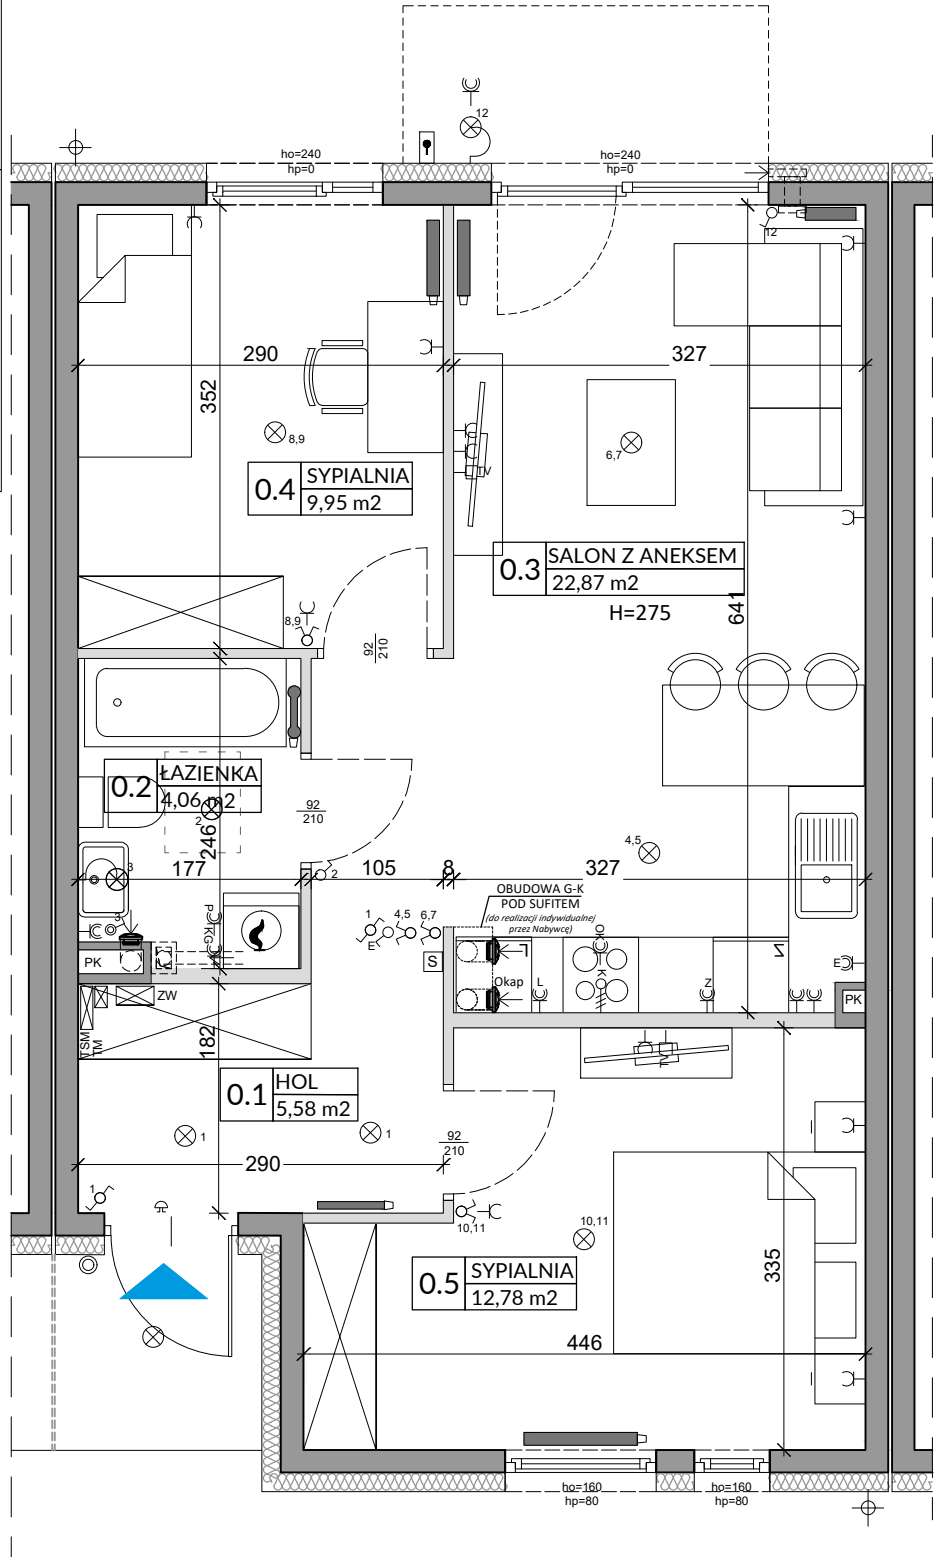 12
ho=240
hp=0
ho=240
hp=0
12
290
327
352
8,9
6,7
TV
0.4
SYPIALNIA
9,95 m2
0.3
SALON Z ANEKSEM
22,87 m2
H=275
641
8,9
92
210
0.2
ŁAZIENKA
4,06 m2
2
246
92
210
4,5
3
177
2
105
8
327
OBUDOWA G-K
POD SUFITEM
(do realizacji indywidualnej
przez Nabywcę)
3
P
KG
1
4,5
6,7
E
S
OK
PK
Okap
L
K
Z
E
PK
ZW
TSM
TM
182
0.1
HOL
5,58 m2
1
1
92
210
290
1
10,11
10,11
0.5
SYPIALNIA
12,78 m2
335
446
ho=160
hp=80
ho=160
hp=80